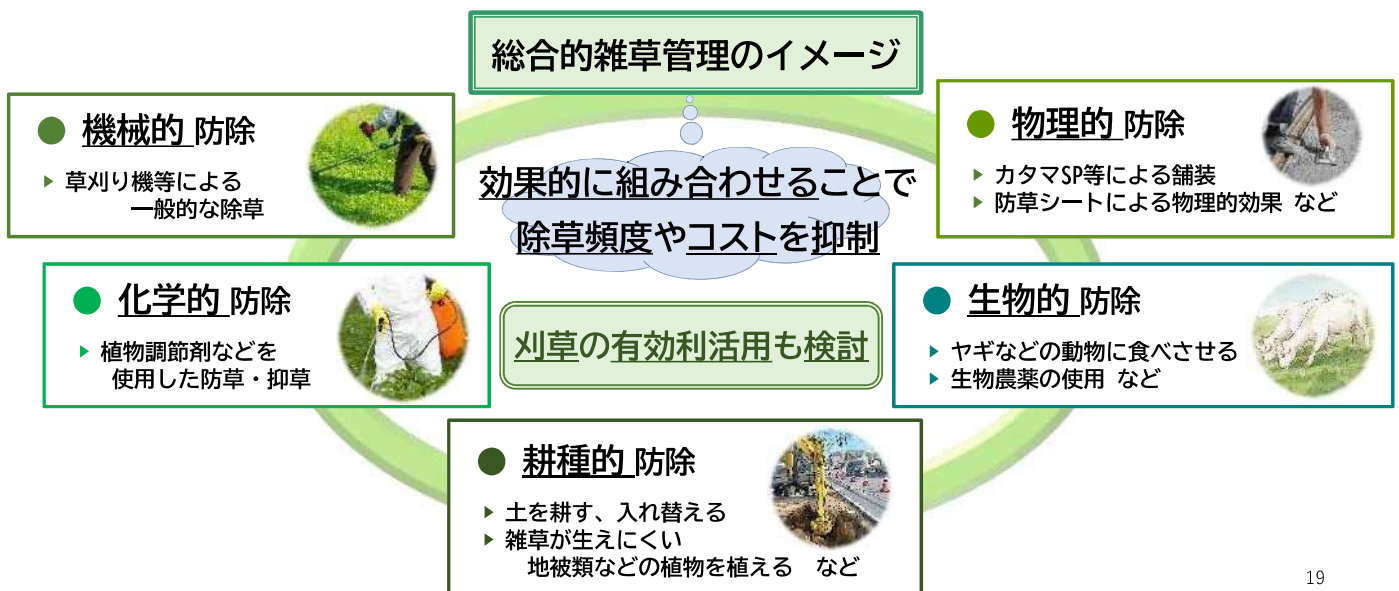 総合的雑草管理のイメージ
● 機械的 防除
▶ 草刈り機等による
一般的な除草
● 物理的 防除
▶ カタマSP等による舗装
▶ 防草シートによる物理的効果 など
効果的に組み合わせることで
除草頻度やコストを抑制
● 化学的 防除
▶ 植物調節剤などを
使用した防草・抑草
刈草の有効利活用も検討
● 生物的 防除
▶ ヤギなどの動物に食べさせる
▶ 生物農薬の使用 など
● 耕種的 防除
▶ 土を耕す、入れ替える
▶ 雑草が生えにくい
地被類などの植物を植える など
19